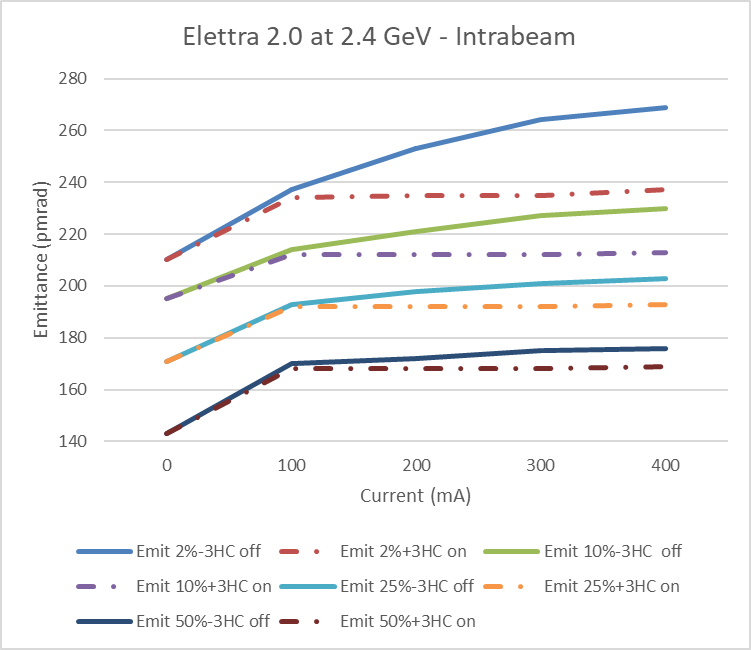 Elettra 2.0 at 2.4 GeV - Intrabeam
280
260
240
220
200
180
160
140
Emittance (pmrad)
0 100 200 300 400
Current (mA)
Emit 2%-3HC off Emit 2%+3HC on Emit 10%-3HC off
Emit 10%+3HC on Emit 25%-3HC off Emit 25%+3HC on
Emit 50%-3HC off Emit 50%+3HC on